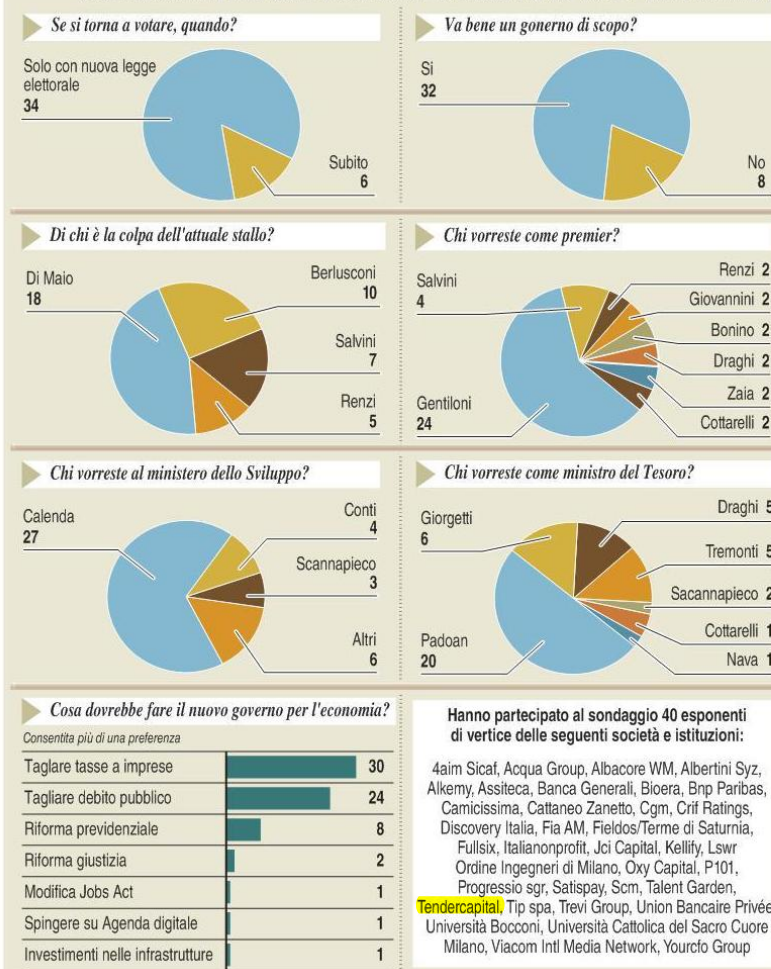 Se si torna a votare, quando?
Solo con nuova legge
elettorale
34
Subito
6
Va bene un gonerno di scopo?
Si
32
No
8
Di chi è la colpa dell'attuale stallo?
Di Maio
18
Berlusconi
10
Salvini
7
Renzi
5
Chi vorreste come premier?
Salvini
4
Gentiloni
24
Renzi 2
Giovannini 2
Bonino 2
Draghi 2
Zaia 2
Cottarelli 2
Chi vorreste al ministero dello Sviluppo?
Calenda
27
Conti
4
Scannapieco
3
Altri
6
Chi vorreste come ministro del Tesoro?
Giorgetti
6
Padoan
20
Draghi 5
Tremonti 5
Sacannapieco 2
Cottarelli 1
Nava 1
Cosa dovrebbe fare il nuovo governo per l'economia?
Consentita più di una preferenza
Taglare tasse a imprese 30
Tagliare debito pubblico 24
Riforma previdenziale 8
Riforma giustizia 2
Modifica Jobs Act 1
Spingere su Agenda digitale 1
Investimenti nelle infrastrutture 1
Hanno partecipato al sondaggio 40 esponenti
di vertice delle seguenti società e istituzioni:
4aim Sicaf, Acqua Group, Albacore WM, Albertini Syz,
Alkemy, Assiteca, Banca Generali, Bioera, Bnp Paribas,
Camicissima, Cattaneo Zanetto, Cgm, Crif Ratings,
Discovery Italia, Fia AM, Fieldos/Terme di Saturnia,
Fullsix, Italianonprofit, Jci Capital, Kellify, Lswr
Ordine Ingegneri di Milano, Oxy Capital, P101,
Progressio sgr, Satispay, Scm, Talent Garden,
Tendercapital, Tip spa, Trevi Group, Union Bancaire Privée
Università Bocconi, Università Cattolica del Sacro Cuore
Milano, Viacom Intl Media Network, Yourcfo Group